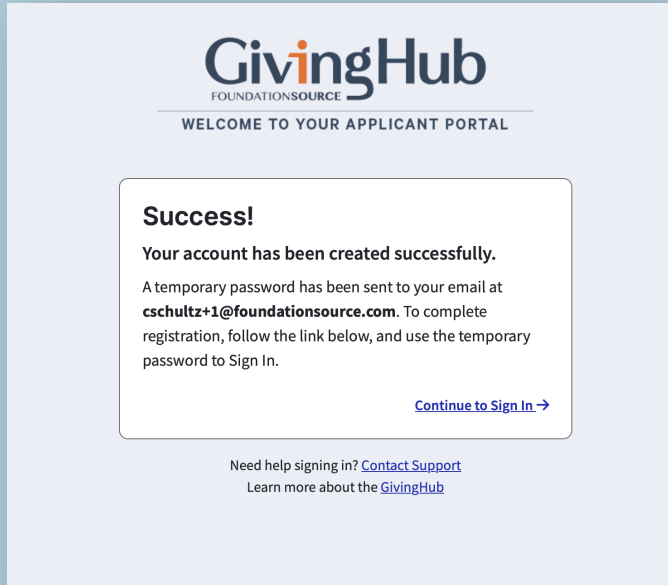 GivingHub
FOUNDATIONSOURCE
WELCOME TO YOUR APPLICANT PORTAL
Success!
Your account has been created successfully.
A temporary password has been sent to your email at
cschultz+1@foundationsource.com. To complete
registration, follow the link below, and use the temporary
password to Sign In.
Continue to Sign In →
Need help signing in? Contact Support
Learn more about the GivingHub